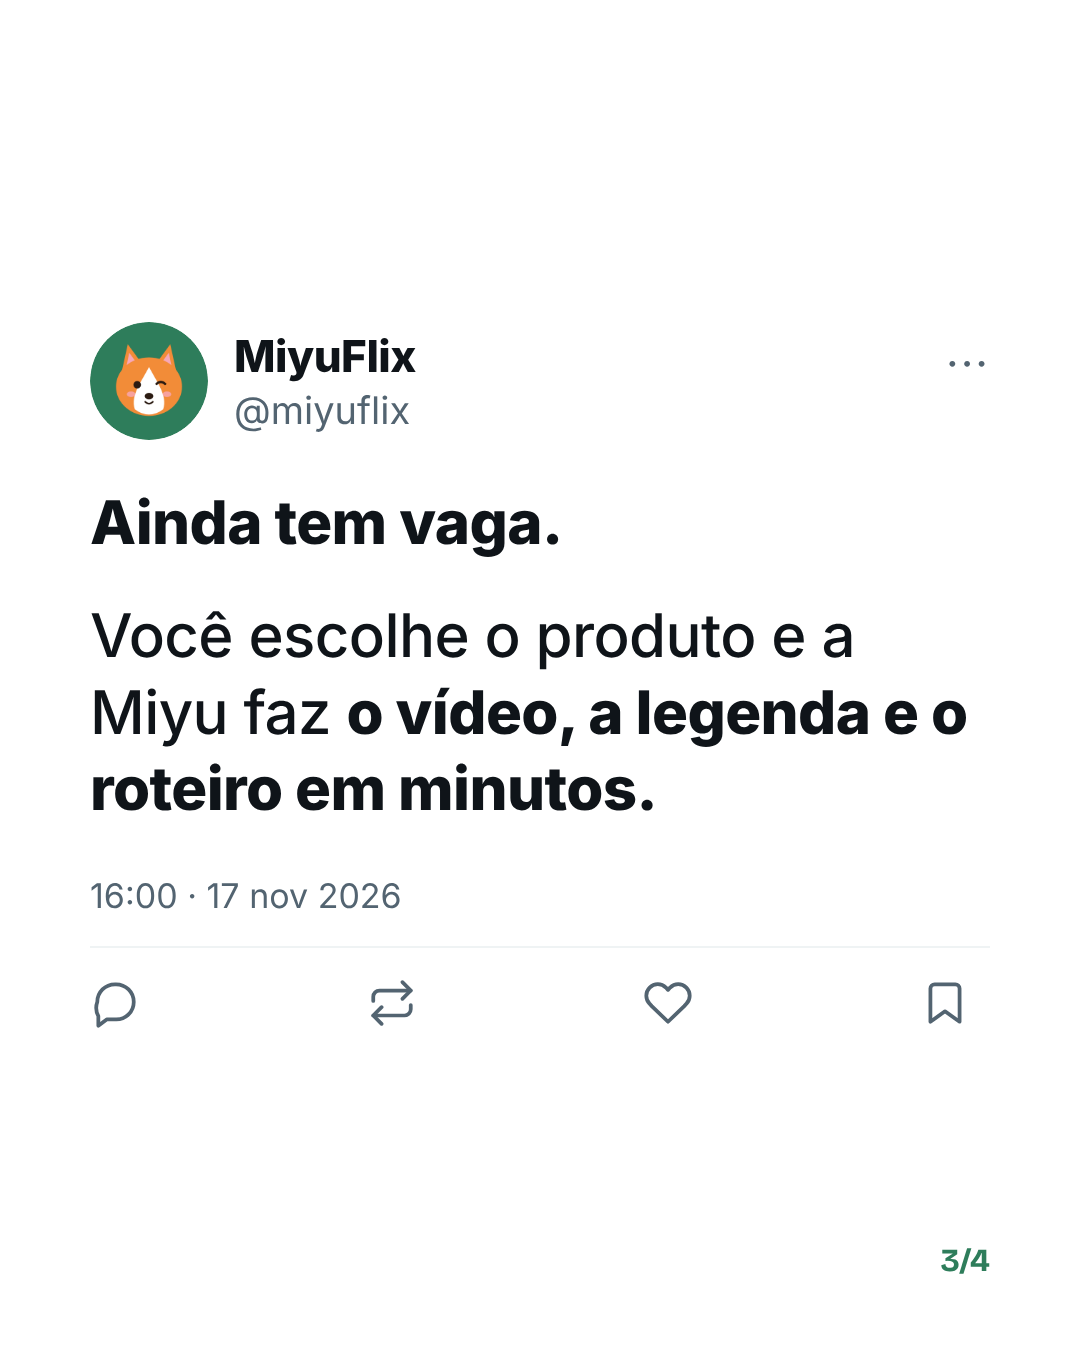 MiyuFlix
@miyuflix
Ainda tem vaga.
Você escolhe o produto e a
Miyu faz o vídeo, a legenda e o
roteiro em minutos.
16:00 · 17 nov 2026
3/4